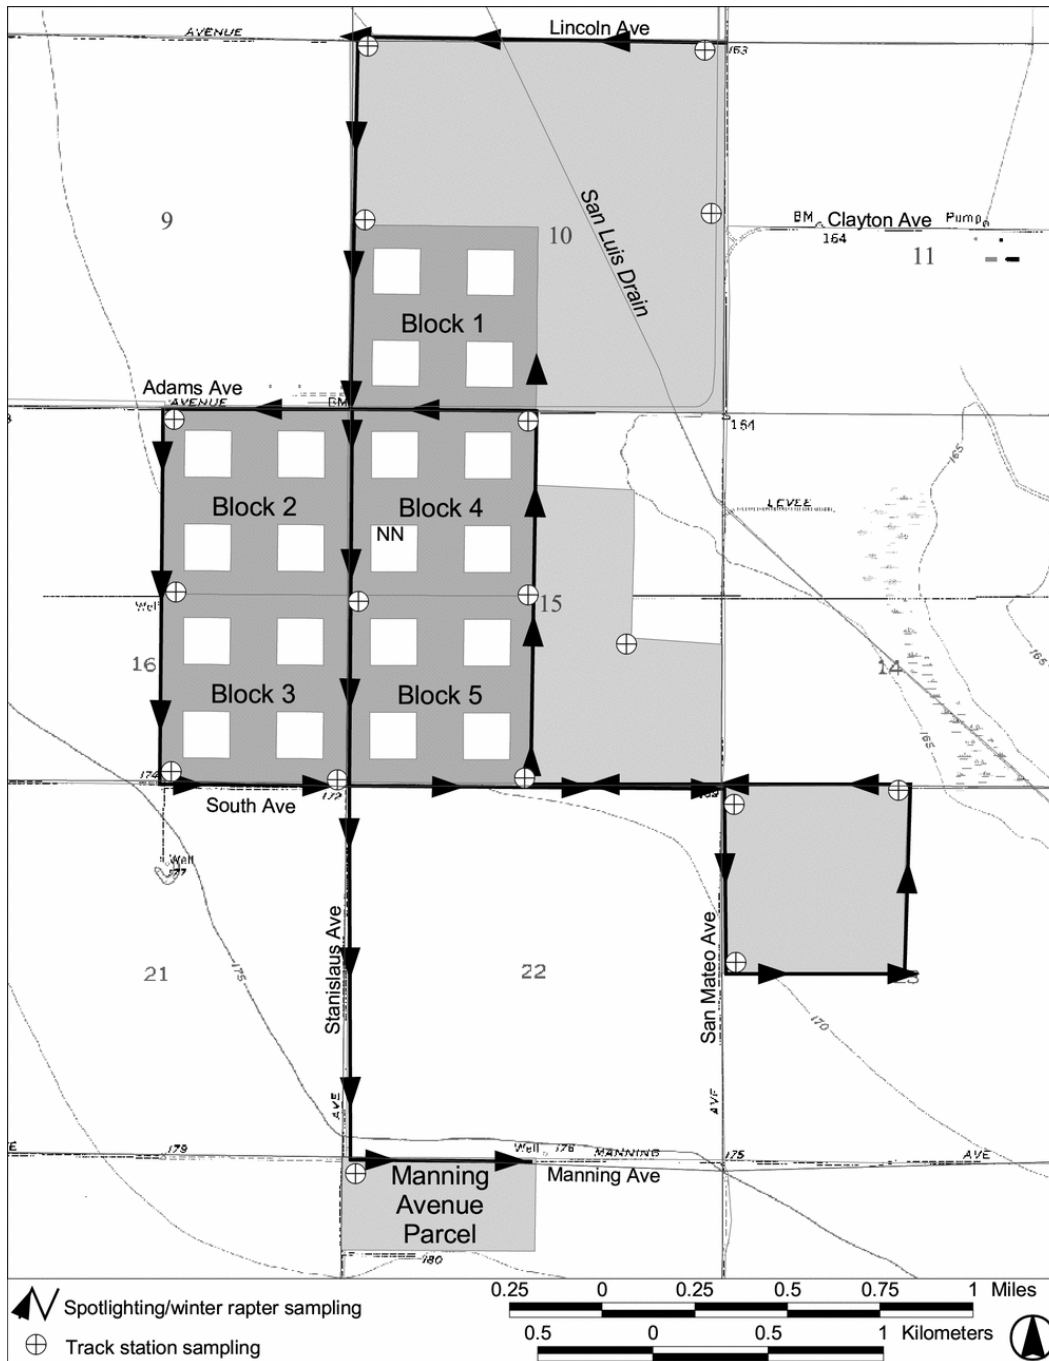 AVENUE
Lincoln Ave
163
9
San Luis Drain
10
BM
Clayton Ave
Pump
164
11
Block 1
Adams Ave
AVENUE
BM
164
165
LEVEE
Block 2
Block 4
NN
Well
15
16
14
165
165
Block 3
Block 5
174
South Ave
Well
177
Stanislaus Ave
San Mateo Ave
21
175
22
23
170
AVE
AVE
E
179
Well
176
MANNING
175
AVE
Manning Ave
Manning
Avenue
Parcel
180
0.25 0 0.25 0.5 0.75 1 Miles
Spotlighting/winter rapter sampling
0.5 0 0.5 1 Kilometers
Track station sampling